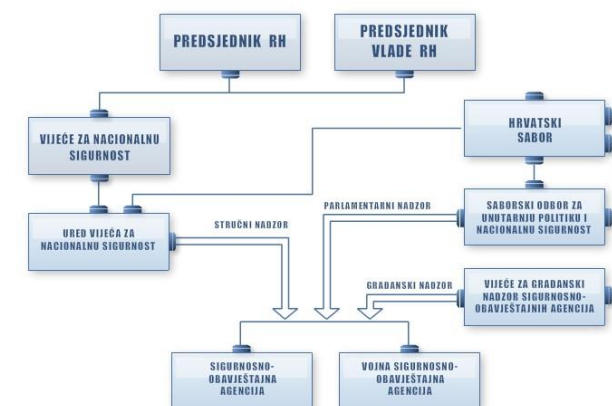 PREDSJEDNIK RH
PREDSJEDNIK
VLADE RH
VIJEĆE ZA NACIONALNU
SIGURNOST
HRVATSKI
SABOR
URED VIJEĆA ZA
NACIONALNU SIGURNOST
STRUČNI NADZOR
PARLAMENTARNI NADZOR
SABORSKI ODBOR ZA
UNUTARNJU POLITIKU I
NACIONALNU SIGURNOST
GRAĐANSKI NADZOR
VIJEĆE ZA GRAĐANSKI
NADZOR SIGURNOSNO-
OBAVJEŠTAJNIH AGENCIJA
SIGURNOSNO-
OBAVJEŠTAJNA
AGENCIJA
VOJNA SIGURNOSNO-
OBAVJEŠTAJNA
AGENCIJA